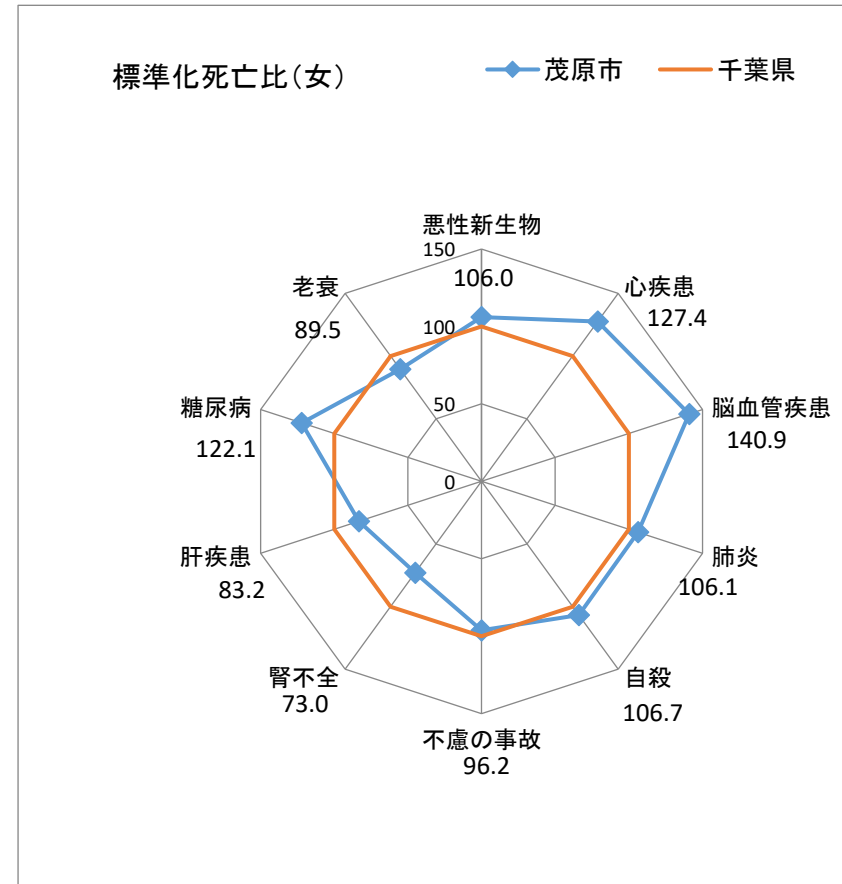 標準化死亡比（女）
茂原市
千葉県
悪性新生物
106.0
心疾患
127.4
脳血管疾患
140.9
肺炎
106.1
自殺
106.7
不慮の事故
96.2
腎不全
73.0
肝疾患
83.2
糖尿病
122.1
老衰
89.5
150
100
50
0